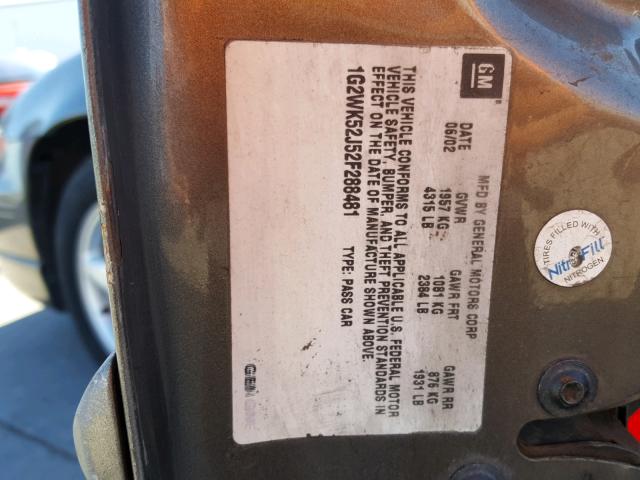 GM
MFD BY GENERAL MOTORS CORP
DATE GVWR GAWR FRT GAWR RR
06/02 1957 KG 1081 KG 876 KG
4315 LB 2384 LB 1931 LB
THIS VEHICLE CONFORMS TO ALL APPLICABLE U.S. FEDERAL MOTOR
VEHICLE SAFETY, BUMPER, AND THEFT PREVENTION STANDARDS IN
EFFECT ON THE DATE OF MANUFACTURE SHOWN ABOVE.
1G2WK52J52F288481 TYPE: PASS CAR
TIRES FILLED WITH
NitroFill
NITROGEN